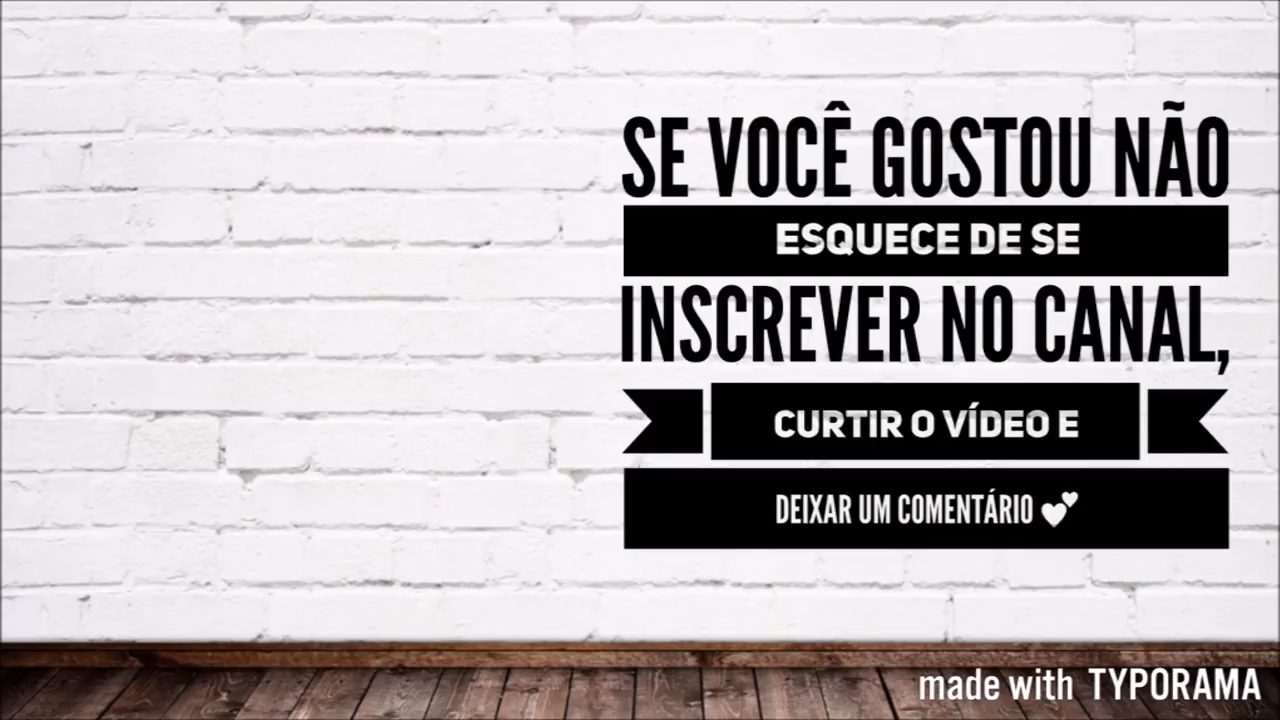 SE VOCÊ GOSTOU NÃO
ESQUECE DE SE
INSCREVER NO CANAL,
CURTIR O VÍDEO E
DEIXAR UM COMENTÁRIO 💕
made with TYPORAMA